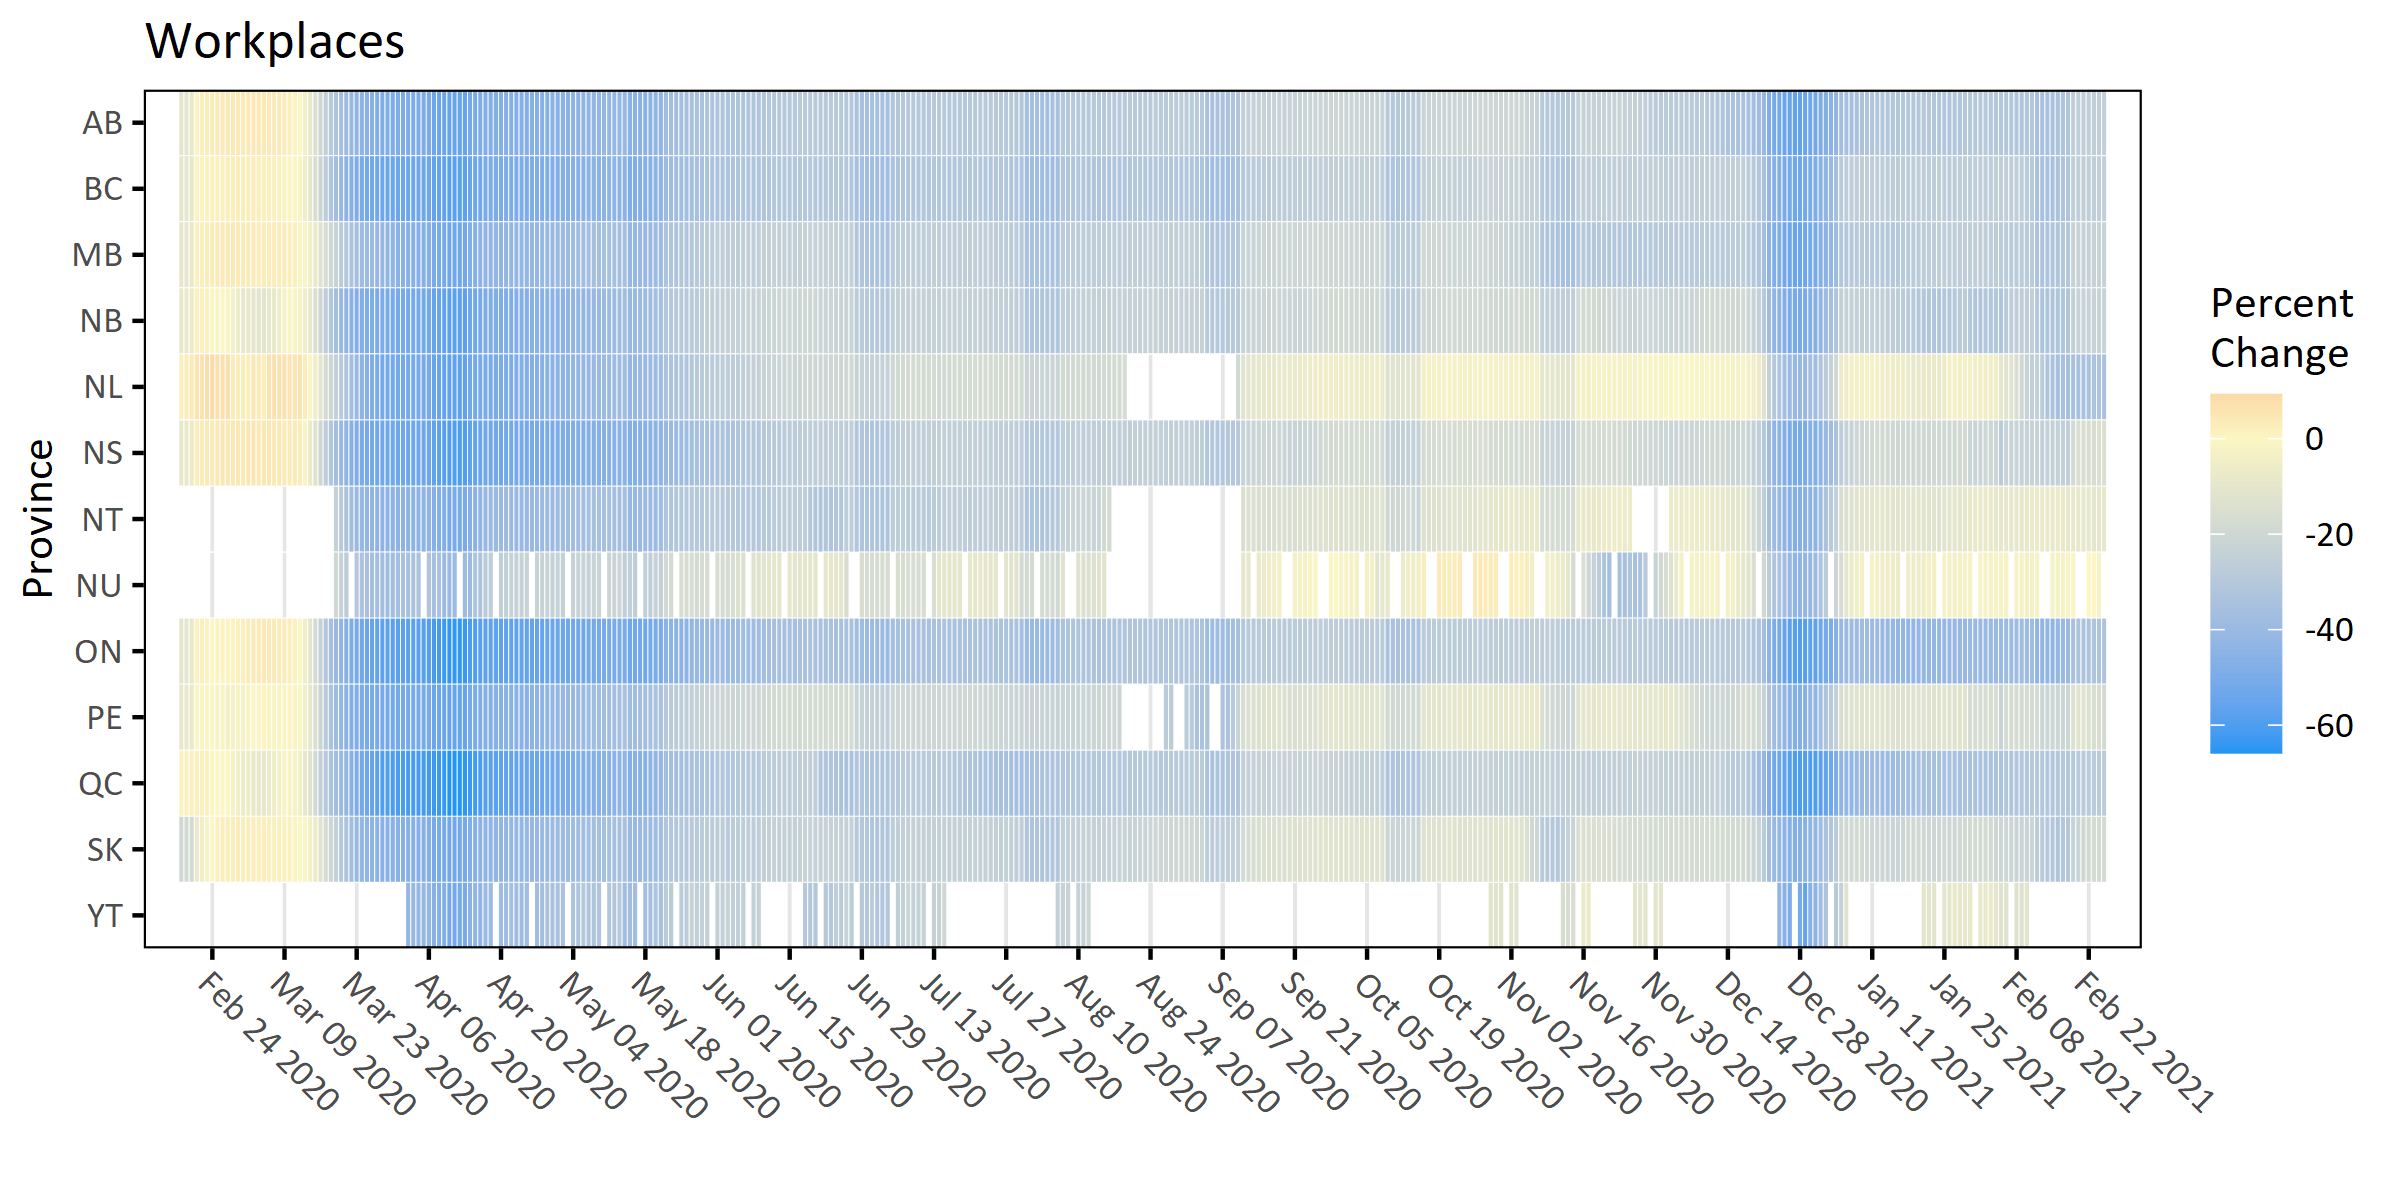 Workplaces
Province
AB
BC
MB
NB
NL
NS
NT
NU
ON
PE
QC
SK
YT
Feb 24 2020
Mar 09 2020
Mar 23 2020
Apr 06 2020
Apr 20 2020
May 04 2020
May 18 2020
Jun 01 2020
Jun 15 2020
Jun 29 2020
Jul 13 2020
Jul 27 2020
Aug 10 2020
Aug 24 2020
Sep 07 2020
Sep 21 2020
Oct 05 2020
Oct 19 2020
Nov 02 2020
Nov 16 2020
Nov 30 2020
Dec 14 2020
Dec 28 2020
Jan 11 2021
Jan 25 2021
Feb 08 2021
Feb 22 2021
Percent
Change
0
-20
-40
-60